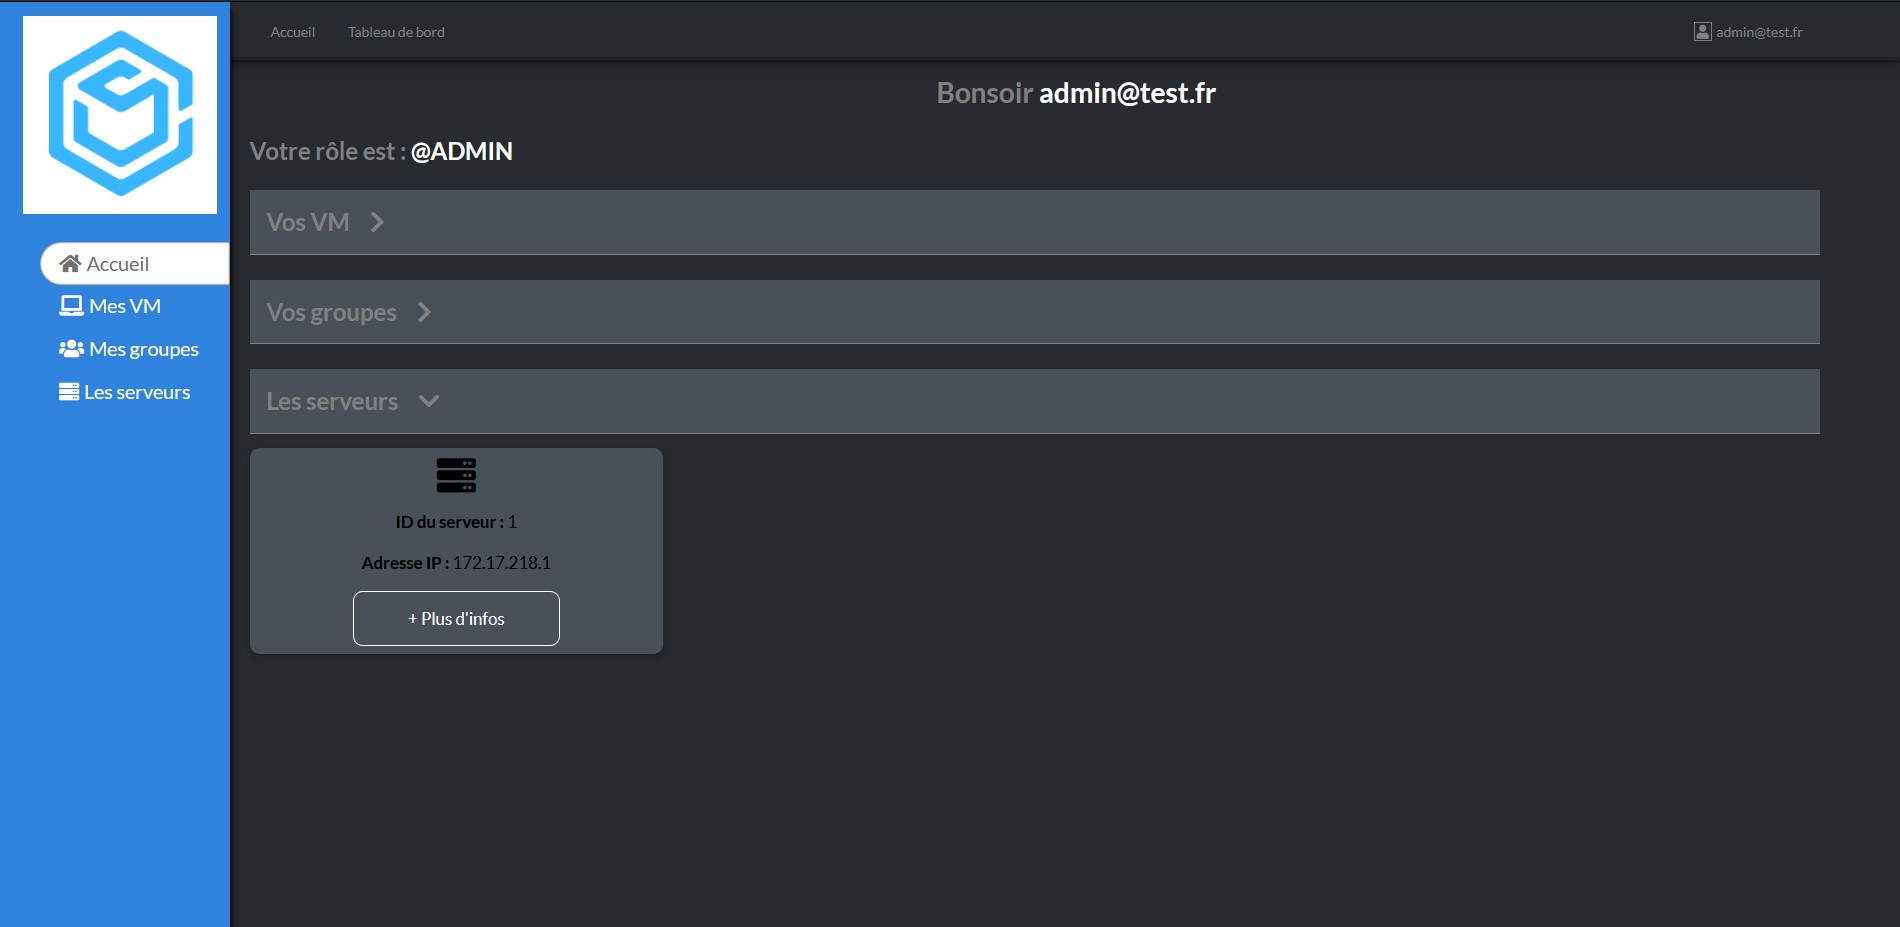 Accueil
Tableau de bord
admin@test.fr
Bonsoir admin@test.fr
Votre rôle est : @ADMIN
Accueil
Mes VM
Mes groupes
Les serveurs
Vos VM
Vos groupes
Les serveurs
ID du serveur : 1
Adresse IP : 172.17.218.1
+ Plus d'infos